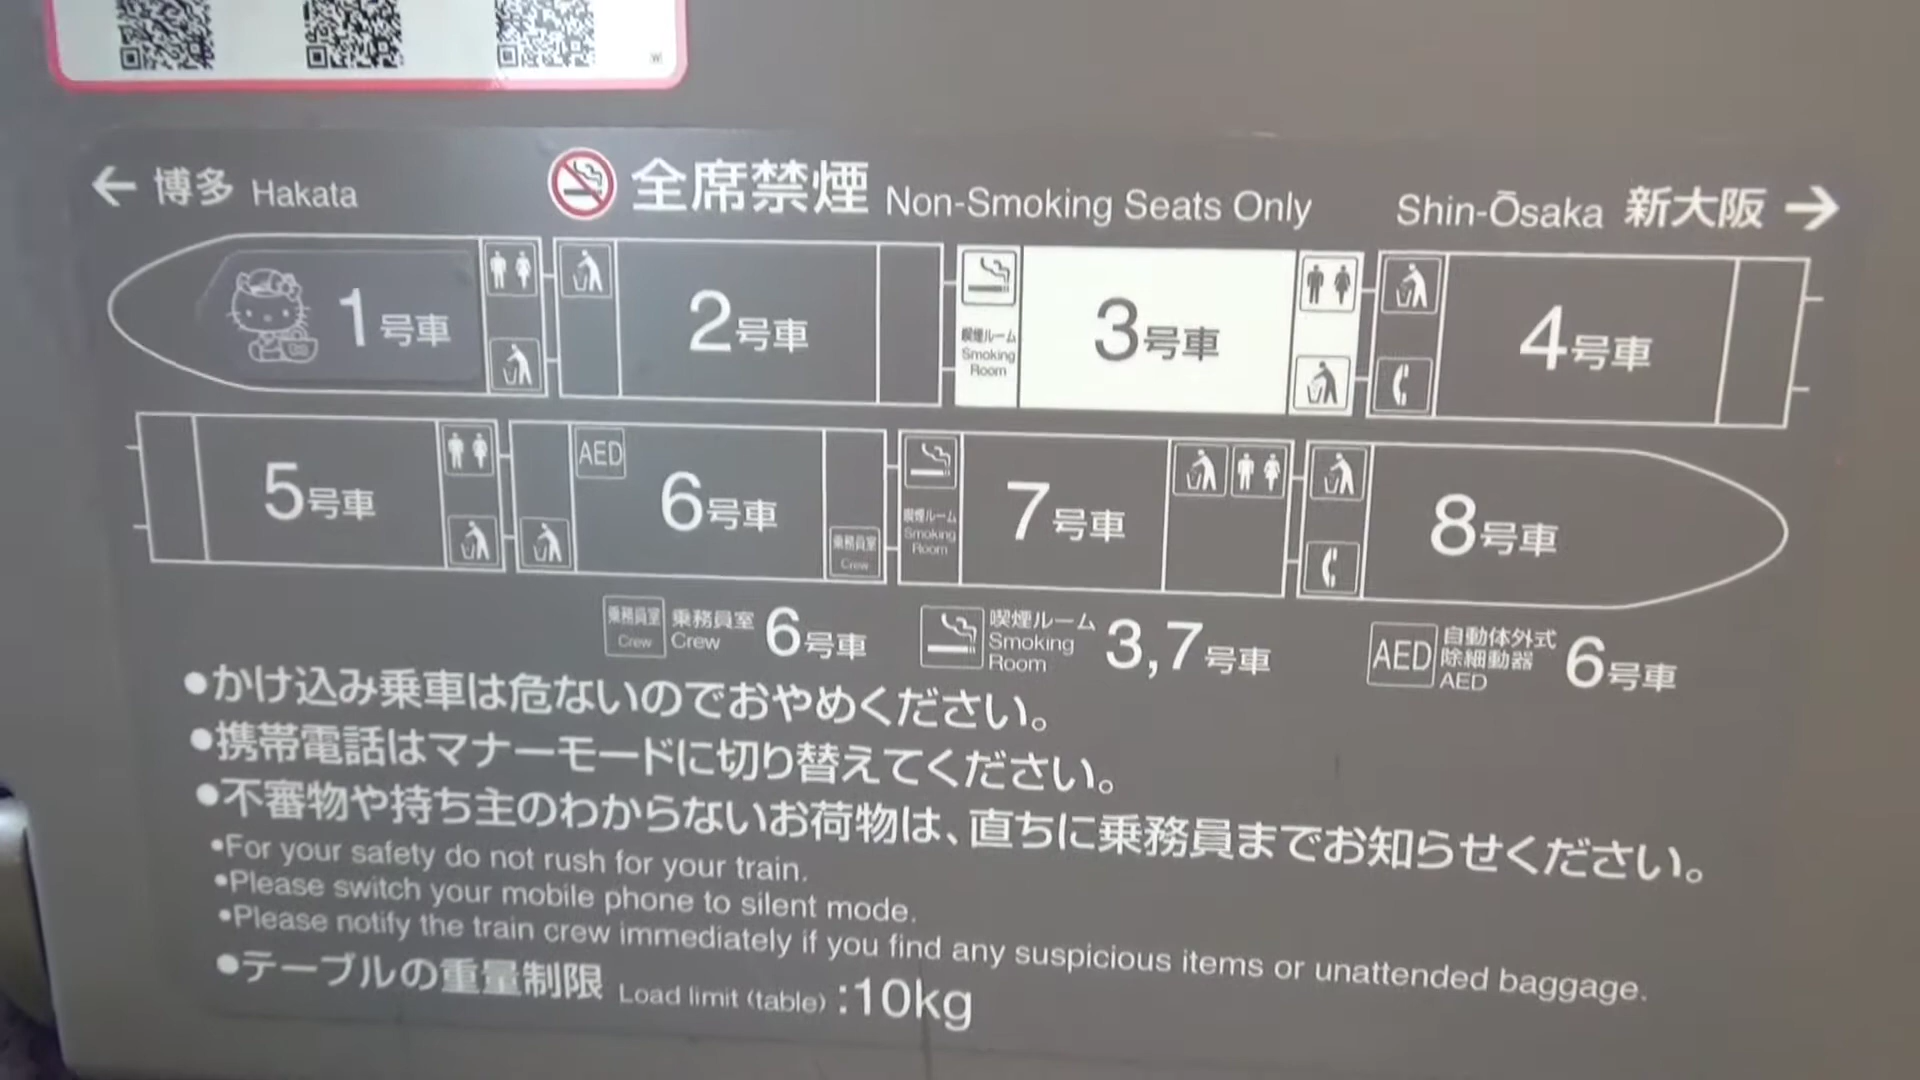 ← 博多 Hakata 全席禁煙 Non-Smoking Seats Only Shin-Ōsaka 新大阪 →
1号車 2号車 喫煙ルーム Smoking Room 3号車 4号車
5号車 AED 6号車 乗務員室 Crew 喫煙ルーム Smoking Room 7号車 8号車
乗務員室 Crew 乗務員室 Crew 6号車 喫煙ルーム Smoking Room 3,7号車 AED 自動体外式除細動器 AED 6号車
●かけ込み乗車は危ないのでおやめください。
●携帯電話はマナーモードに切り替えてください。
●不審物や持ち主のわからないお荷物は、直ちに乗務員までお知らせください。
●For your safety do not rush for your train.
●Please switch your mobile phone to silent mode.
●Please notify the train crew immediately if you find any suspicious items or unattended baggage.
●テーブルの重量制限 Load limit (table) :10kg